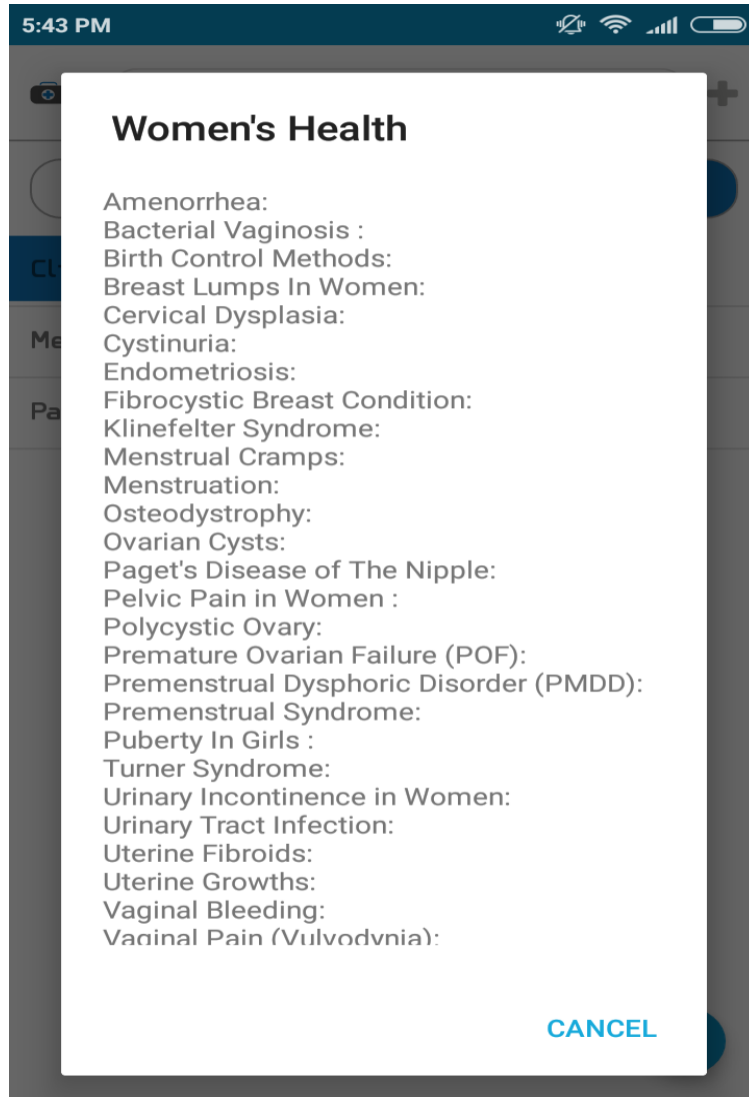 5:43 PM
Women's Health
Amenorrhea:
Bacterial Vaginosis :
Birth Control Methods:
Breast Lumps In Women:
Cl
Cervical Dysplasia:
Cystinuria:
Me
Endometriosis:
Fibrocystic Breast Condition:
Pa
Klinefelter Syndrome:
Menstrual Cramps:
Menstruation:
Osteodystrophy:
Ovarian Cysts:
Paget's Disease of The Nipple:
Pelvic Pain in Women :
Polycystic Ovary:
Premature Ovarian Failure (POF):
Premenstrual Dysphoric Disorder (PMDD):
Premenstrual Syndrome:
Puberty In Girls :
Turner Syndrome:
Urinary Incontinence in Women:
Urinary Tract Infection:
Uterine Fibroids:
Uterine Growths:
Vaginal Bleeding:
Vaginal Pain (Vulvodynia):
CANCEL